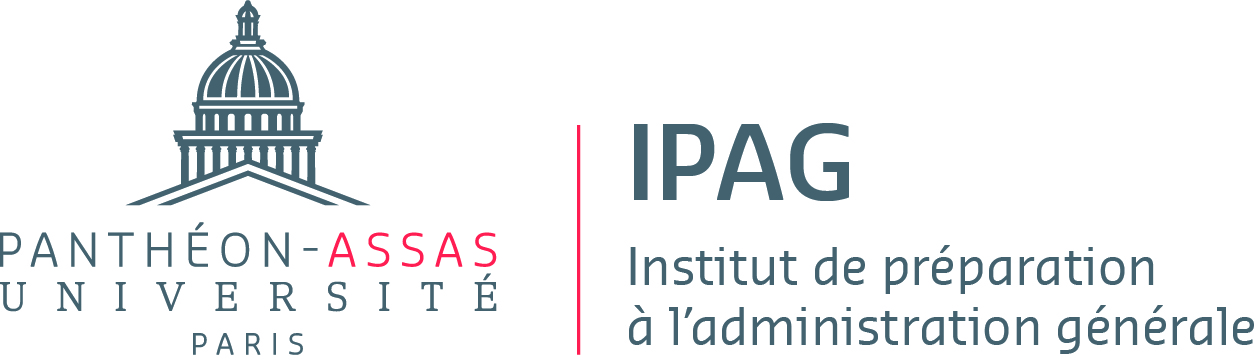 PANTHÉON-ASSAS
UNIVERSITÉ
PARIS
IPAG
Institut de préparation
à l'administration générale